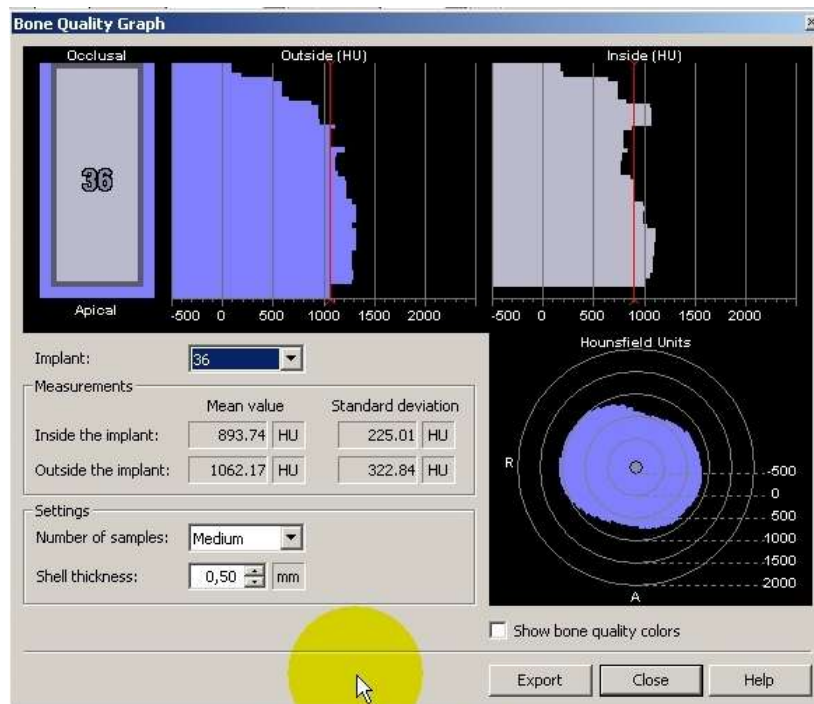 Bone Quality Graph
Occlusal
Outside (HU)
Inside (HU)
36
Apical
-500 0 500 1000 1500 2000
-500 0 500 1000 1500 2000
Implant: 36
Measurements
Mean value Standard deviation
Inside the implant: 893.74 HU 225.01 HU
Outside the implant: 1062.17 HU 322.84 HU
Settings
Number of samples: Medium
Shell thickness: 0,50 mm
Hounsfield Units
R
-500
0
500
1000
1500
2000
A
Show bone quality colors
Export Close Help